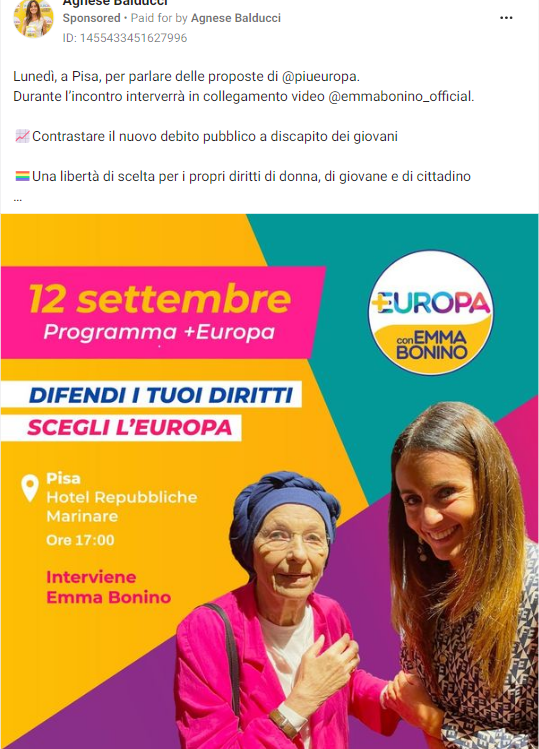 Agnese Balducci
Sponsored • Paid for by Agnese Balducci
ID: 1455433451627996
Lunedì, a Pisa, per parlare delle proposte di @piueuropa.
Durante l'incontro interverrà in collegamento video @emmabonino_official.
📈Contrastare il nuovo debito pubblico a discapito dei giovani
🏳️‍🌈Una libertà di scelta per i propri diritti di donna, di giovane e di cittadino
...
12 settembre
Programma +Europa
+EUROPA
con EMMA
BONINO
DIFENDI I TUOI DIRITTI
SCEGLI L'EUROPA
Pisa
Hotel Repubbliche
Marinare
Ore 17:00
Interviene
Emma Bonino